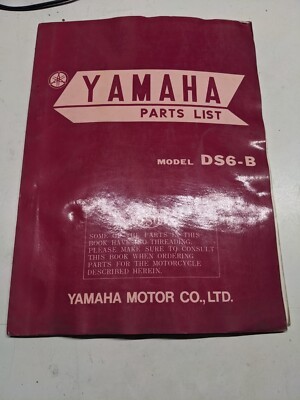 YAMAHA
PARTS LIST
MODEL DS6-B
SOME OF THE PARTS IN THIS
BOOK HAVE ISO THREADING.
PLEASE MAKE SURE TO CONSULT
THIS BOOK WHEN ORDERING
PARTS FOR THE MOTORCYCLE
DESCRIBED HEREIN.
YAMAHA MOTOR CO., LTD.